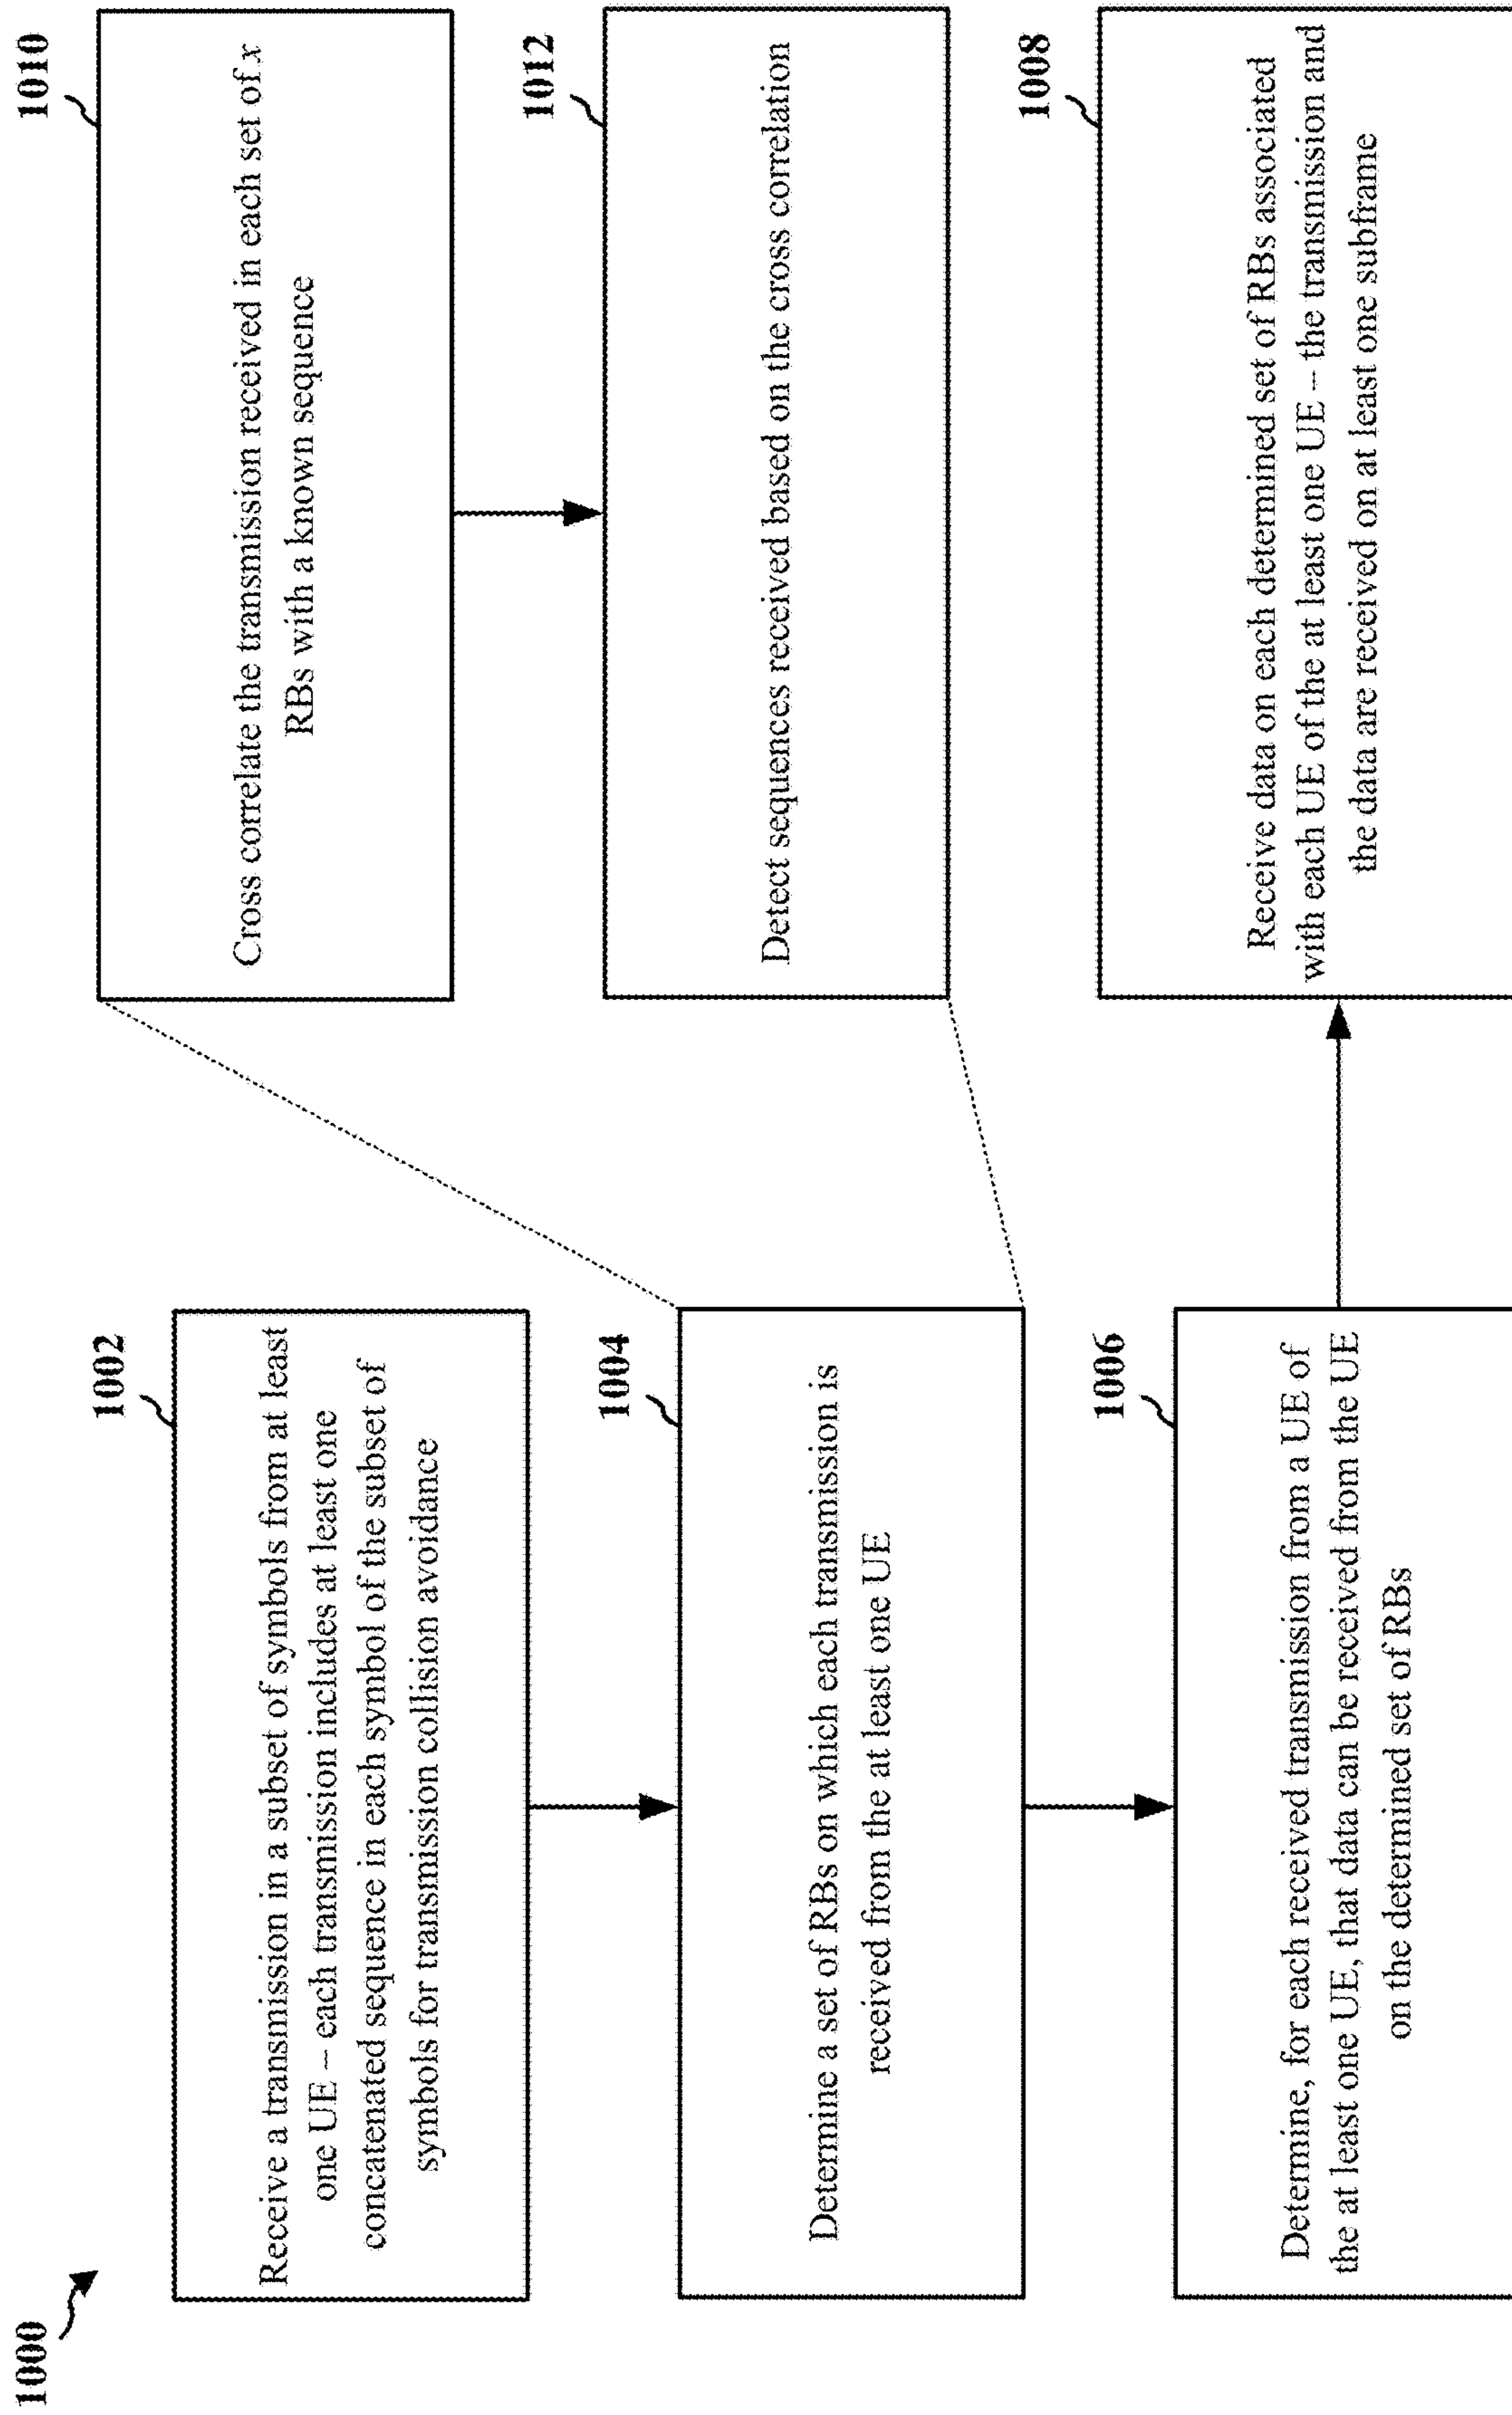 1000
1002
Receive a transmission in a subset of symbols from at least
one UE – each transmission includes at least one
concatenated sequence in each symbol of the subset of
symbols for transmission collision avoidance
1004
Determine a set of RBs on which each transmission is
received from the at least one UE
1006
Determine, for each received transmission from a UE of
the at least one UE, that data can be received from the UE
on the determined set of RBs
1010
Cross correlate the transmission received in each set of x
RBs with a known sequence
1012
Detect sequences received based on the cross correlation
1008
Receive data on each determined set of RBs associated
with each UE of the at least one UE – the transmission and
the data are received on at least one subframe